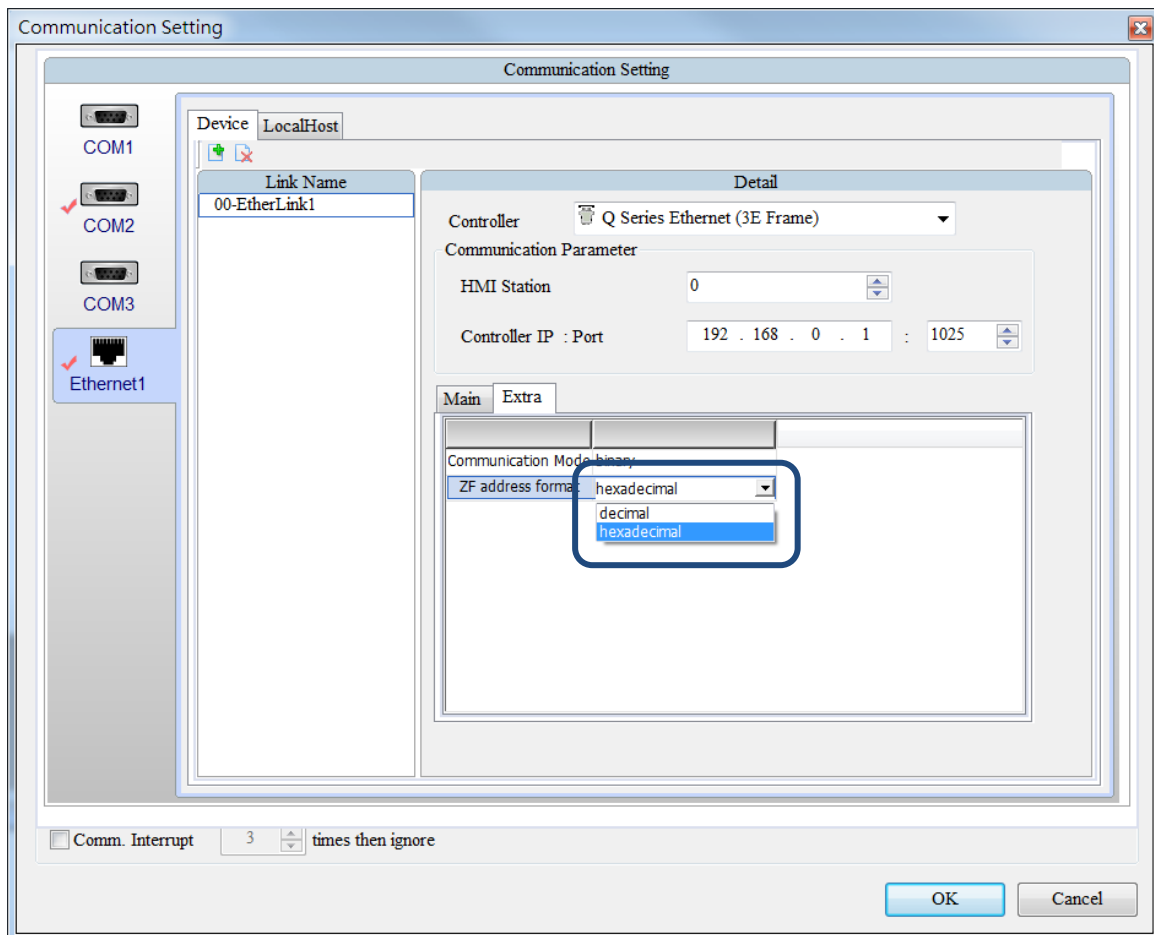 Communication Setting
Communication Setting
COM1
COM2
COM3
Ethernet1
Device LocalHost
Link Name
00-EtherLink1
Detail
Controller Q Series Ethernet (3E Frame)
Communication Parameter
HMI Station 0
Controller IP : Port 192 . 168 . 0 . 1 : 1025
Main Extra
Communication Mode binary
ZF address format hexadecimal
decimal
hexadecimal
Comm. Interrupt 3 times then ignore
OK Cancel